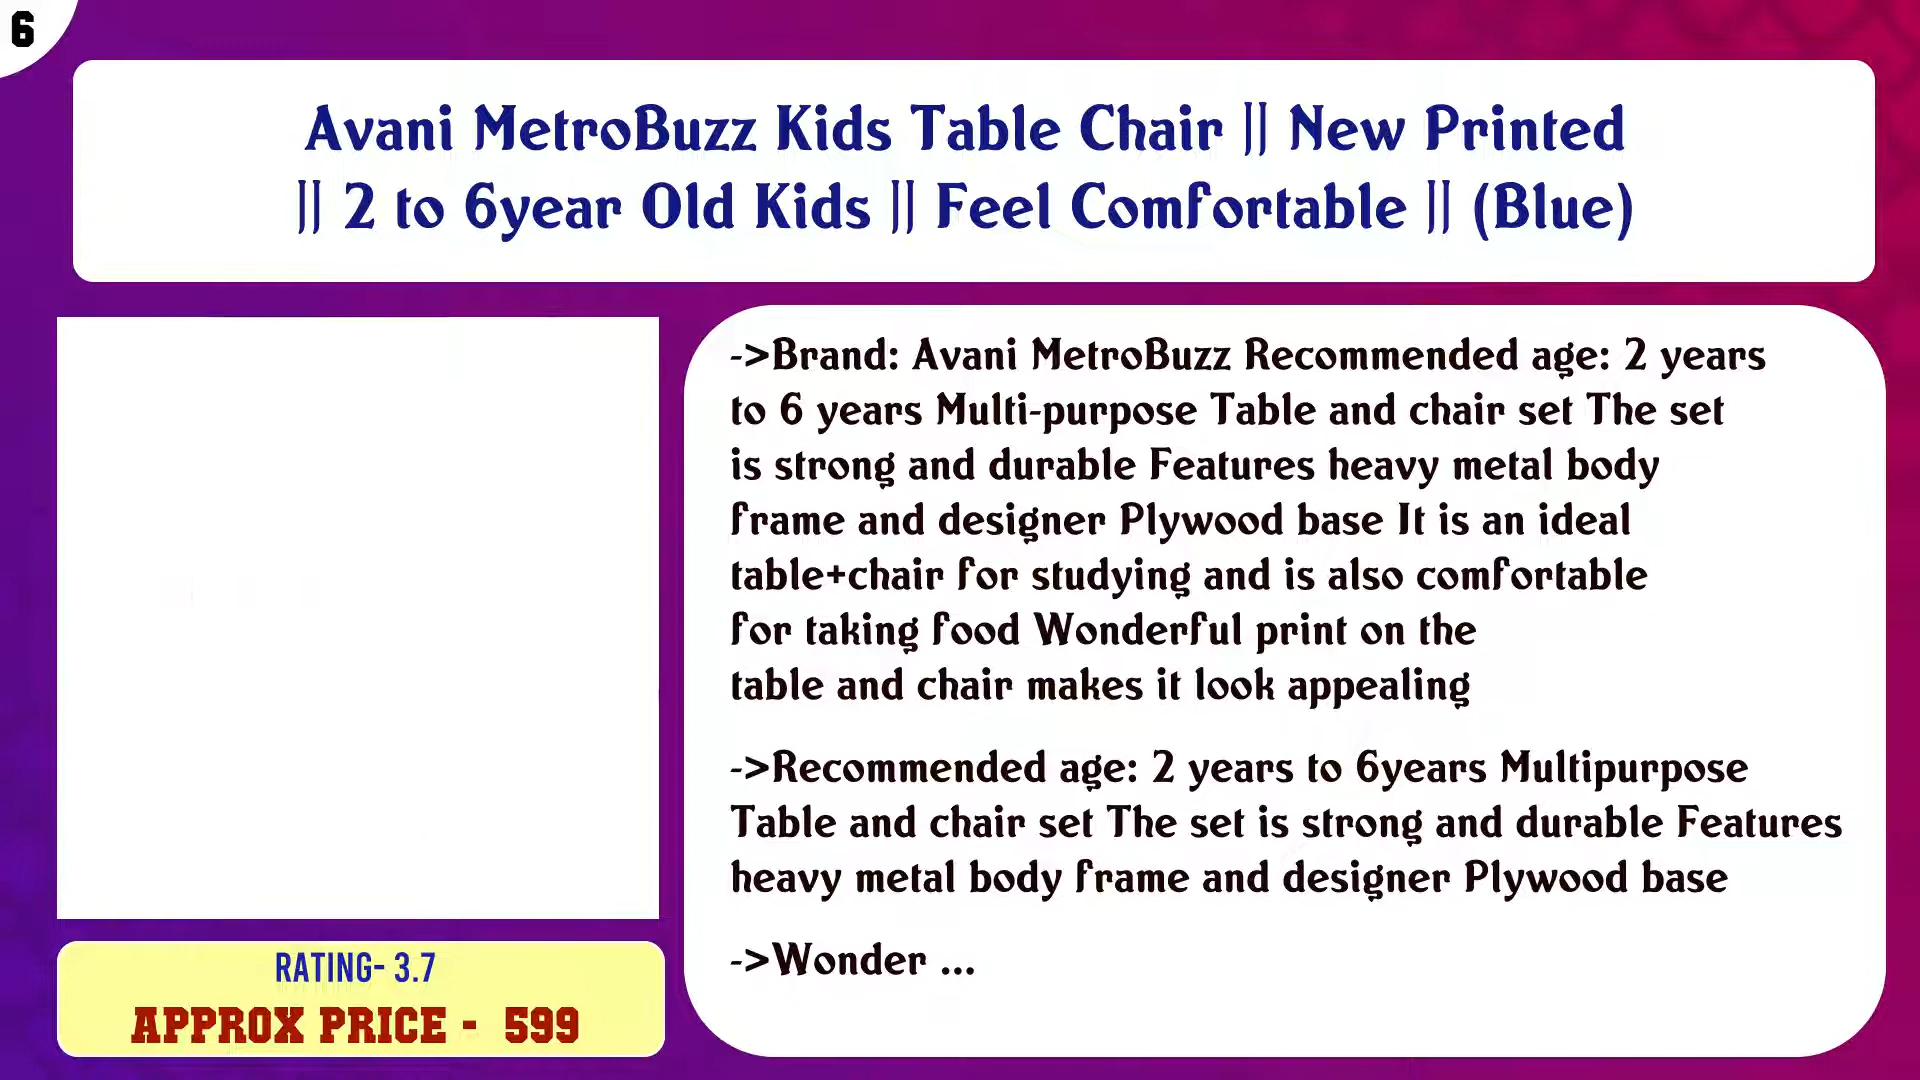 6
Avani MetroBuzz Kids Table Chair || New Printed
|| 2 to 6year Old Kids || Feel Comfortable || (Blue)
->Brand: Avani MetroBuzz Recommended age: 2 years
to 6 years Multi-purpose Table and chair set The set
is strong and durable Features heavy metal body
frame and designer Plywood base It is an ideal
table+chair for studying and is also comfortable
for taking food Wonderful print on the
table and chair makes it look appealing
->Recommended age: 2 years to 6years Multipurpose
Table and chair set The set is strong and durable Features
heavy metal body frame and designer Plywood base
->Wonder ...
RATING- 3.7
APPROX PRICE - 599